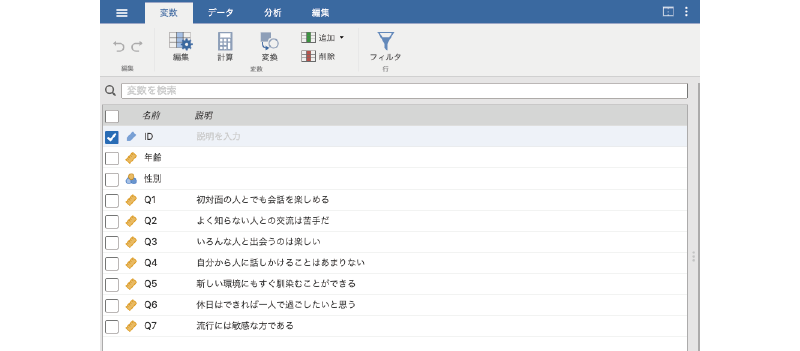 変数 データ 分析 編集
編集 計算 変換 追加 削除 フィルタ
編集 変数 行
変数を検索
名前 説明
ID 説明を入力
年齢
性別
Q1 初対面の人とでも会話を楽しめる
Q2 よく知らない人との交流は苦手だ
Q3 いろんな人と出会うのは楽しい
Q4 自分から人に話しかけることはあまりない
Q5 新しい環境にもすぐ馴染むことができる
Q6 休日はできれば一人で過ごしたいと思う
Q7 流行には敏感な方である